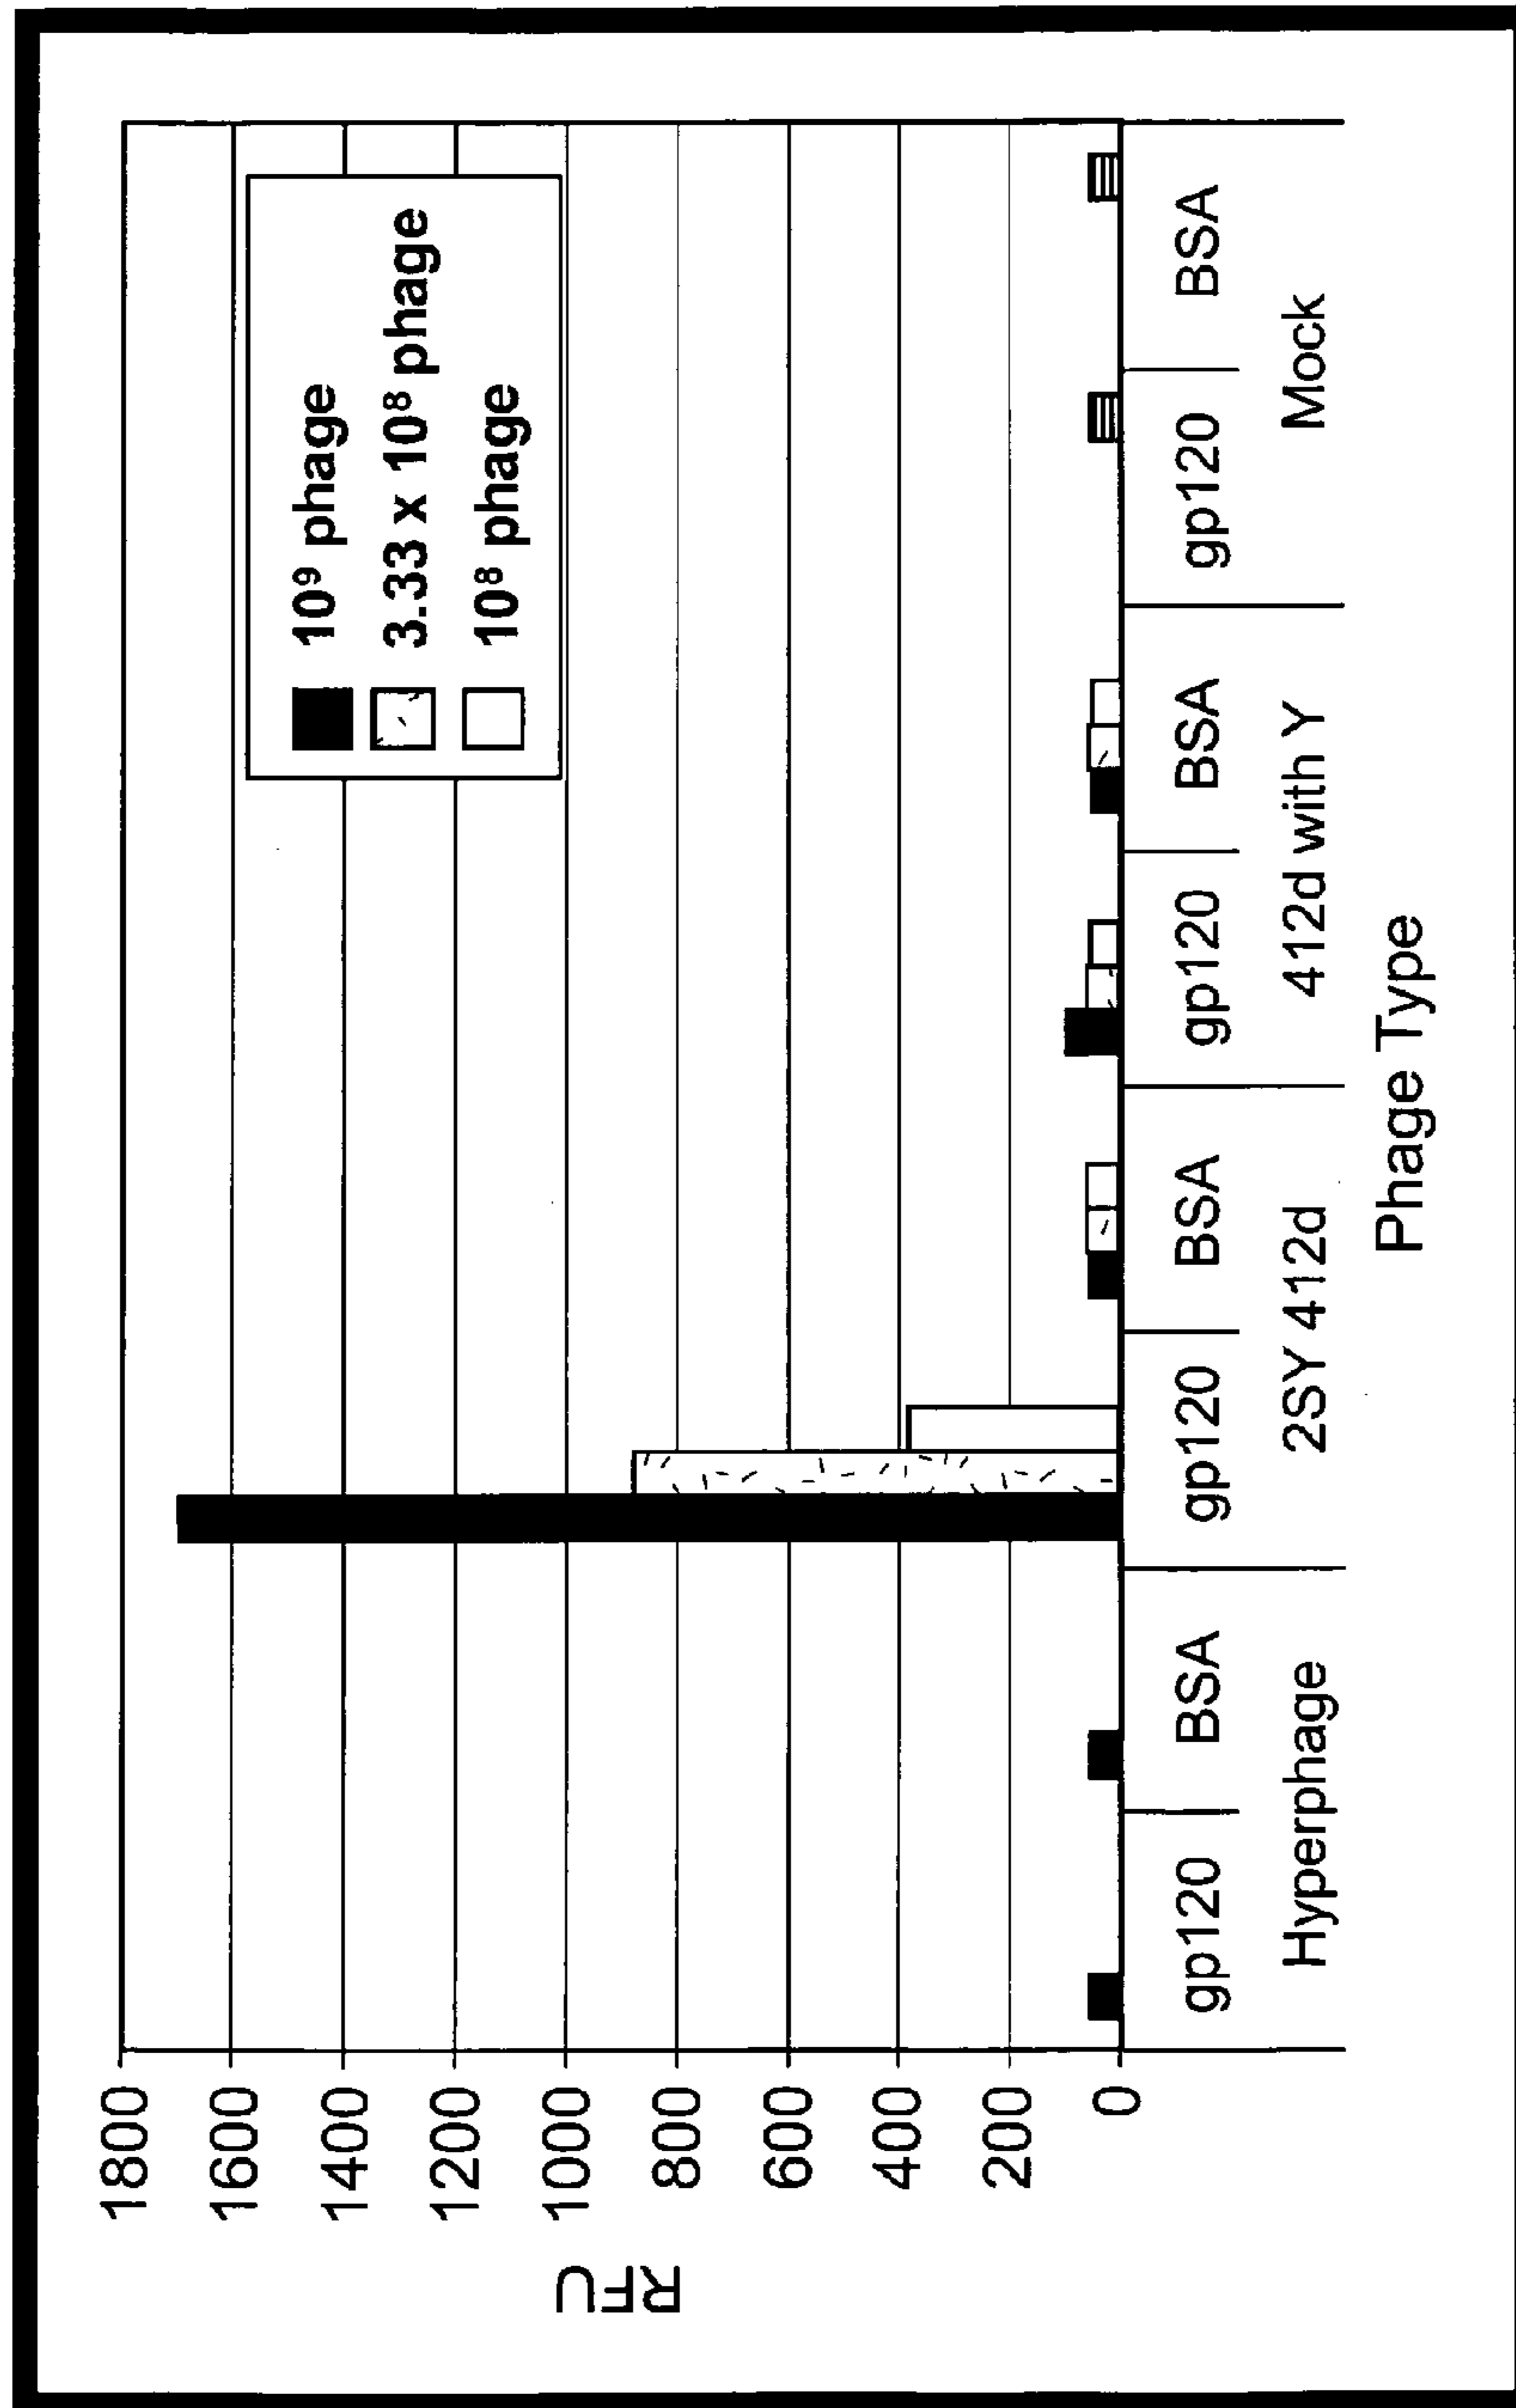 1800
1600
1400
1200
1000
800
600
400
200
0
RFU
10⁹ phage
3.33 x 10⁸ phage
10⁸ phage
gp120 BSA gp120 BSA gp120 BSA gp120 BSA
Hyperphage 2SY 412d 412d with Y Mock
Phage Type